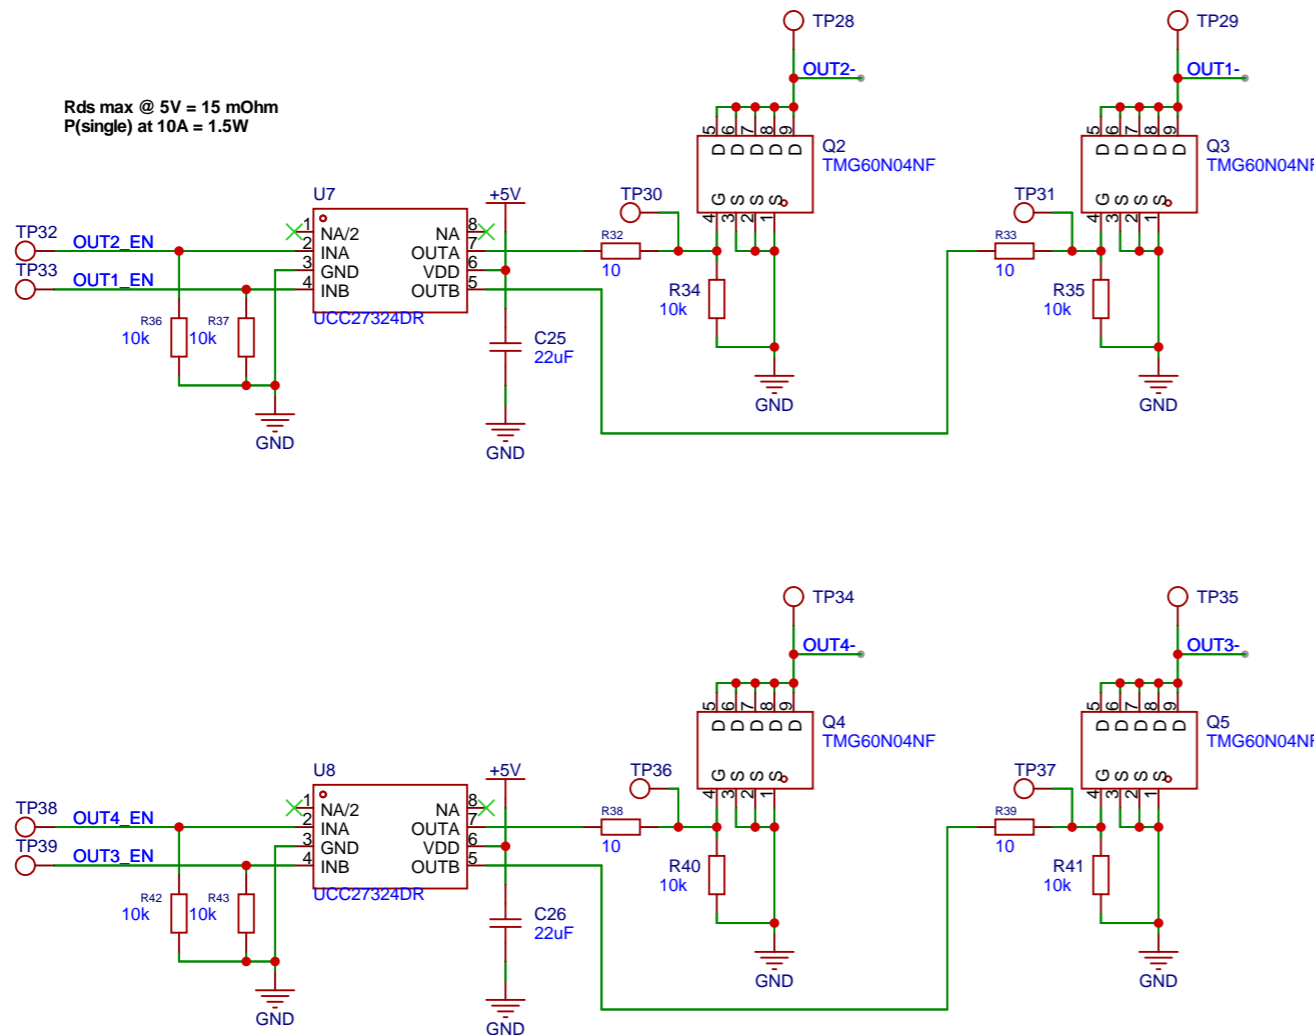 TP28
TP29
OUT2-
OUT1-
Rds max @ 5V = 15 mOhm
P(single) at 10A = 1.5W
5 6 7 8 9
D D D D D
G S S S
4 3 2 1
Q2
TMG60N04NF
5 6 7 8 9
D D D D D
G S S S
4 3 2 1
Q3
TMG60N04NF
U7
+5V
TP30
TP31
1 NA/2 NA 8
TP32 OUT2_EN 2 INA OUTA 7
TP33 3 GND VDD 6
OUT1_EN 4 INB OUTB 5
UCC27324DR
R32
10
R33
10
R34
10k
R35
10k
R36
10k
R37
10k
C25
22uF
GND
GND
GND
GND
TP34
TP35
OUT4-
OUT3-
5 6 7 8 9
D D D D D
G S S S
4 3 2 1
Q4
TMG60N04NF
5 6 7 8 9
D D D D D
G S S S
4 3 2 1
Q5
TMG60N04NF
U8
+5V
TP36
TP37
1 NA/2 NA 8
TP38 OUT4_EN 2 INA OUTA 7
TP39 3 GND VDD 6
OUT3_EN 4 INB OUTB 5
UCC27324DR
R38
10
R39
10
R40
10k
R41
10k
R42
10k
R43
10k
C26
22uF
GND
GND
GND
GND